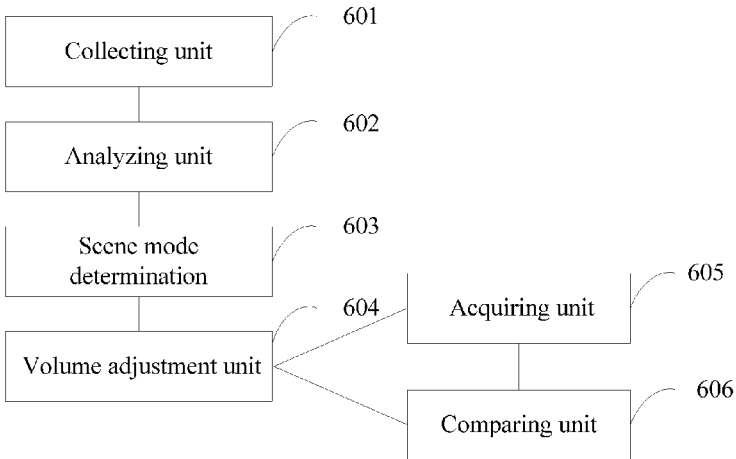 601
Collecting unit
602
Analyzing unit
603
Scene mode
determination
604
Volume adjustment unit
605
Acquiring unit
606
Comparing unit